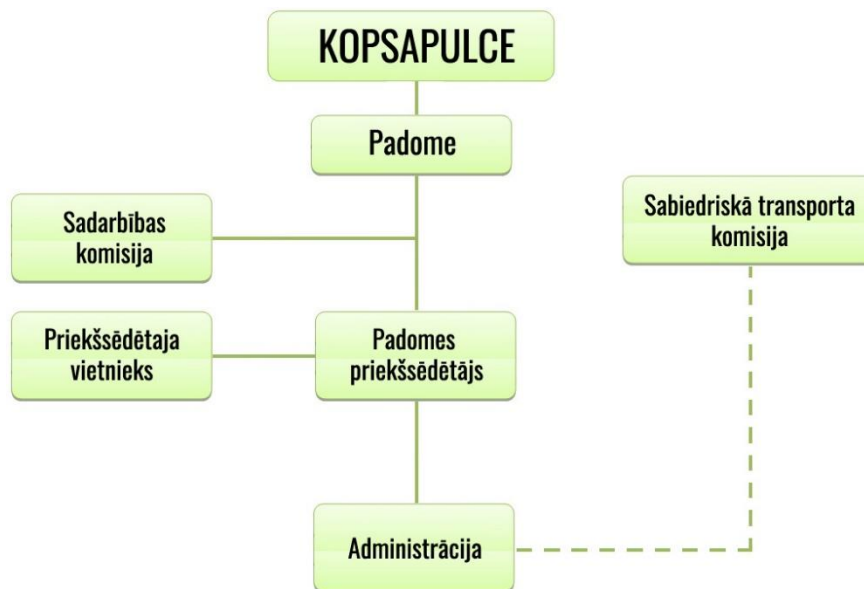 KOPSAPULCE
Padome
Sadarbības
komisija
Sabiedriskā transporta
komisija
Priekšsēdētaja
vietnieks
Padomes
priekšsēdētājs
Administrācija